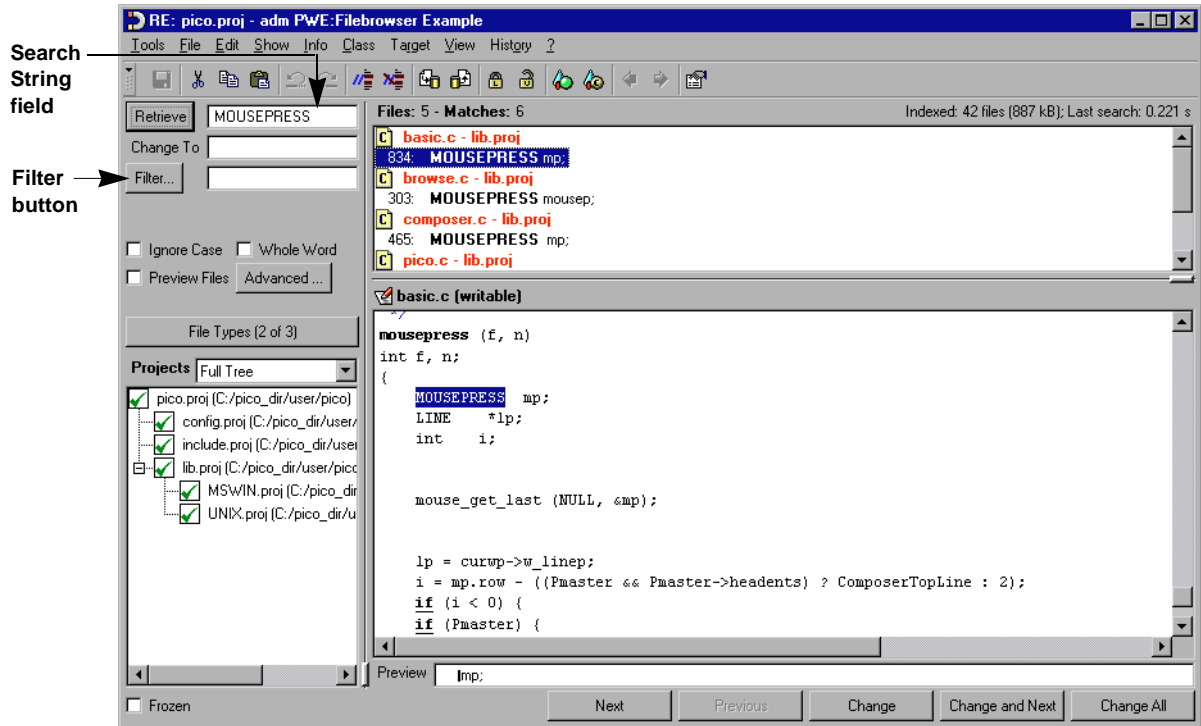 RE: pico.proj - adm PWE:Filebrowser Example
Tools File Edit Show Info Class Target View History ?
Search
String
field
Filter
button
Retrieve MOUSEPRESS
Change To
Filter...
Ignore Case Whole Word
Preview Files Advanced ...
File Types (2 of 3)
Projects Full Tree
pico.proj (C:/pico_dir/user/pico)
config.proj (C:/pico_dir/user/
include.proj (C:/pico_dir/user
lib.proj (C:/pico_dir/user/pico
MSWIN.proj (C:/pico_dir
UNIX.proj (C:/pico_dir/u
Files: 5 - Matches: 6 Indexed: 42 files (887 kB); Last search: 0.221 s
basic.c - lib.proj
834: MOUSEPRESS mp;
browse.c - lib.proj
303: MOUSEPRESS mousep;
composer.c - lib.proj
465: MOUSEPRESS mp;
pico.c - lib.proj
basic.c (writable)
*/
mousepress (f, n)
int f, n;
{
MOUSEPRESS mp;
LINE *lp;
int i;
mouse_get_last (NULL, &mp);
lp = curwp->w_linep;
i = mp.row - ((Pmaster && Pmaster->headents) ? ComposerTopLine : 2);
if (i < 0) {
if (Pmaster) {
Preview mp;
Frozen Next Previous Change Change and Next Change All